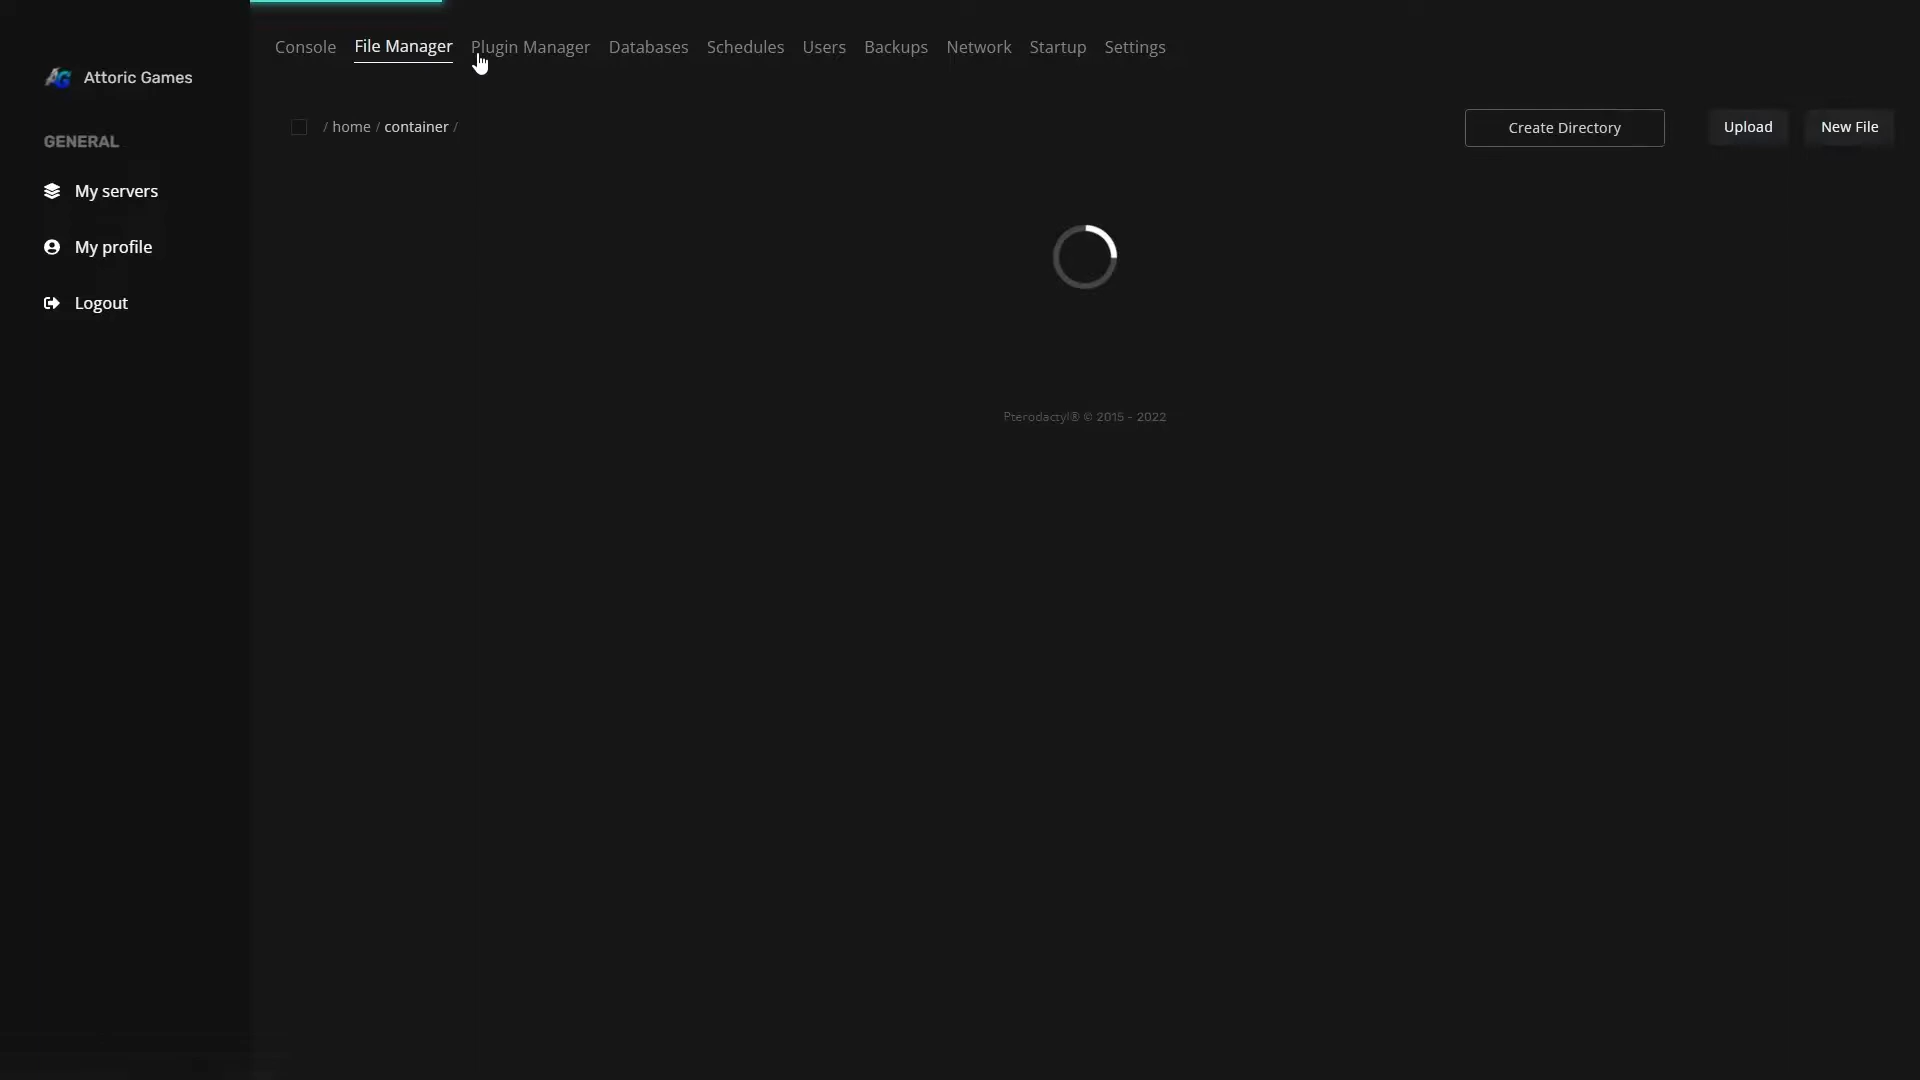 Console File Manager Plugin Manager Databases Schedules Users Backups Network Startup Settings
AG Attoric Games
/ home / container /
Create Directory
Upload
New File
GENERAL
My servers
My profile
Logout
Pterodactyl® © 2015 - 2022